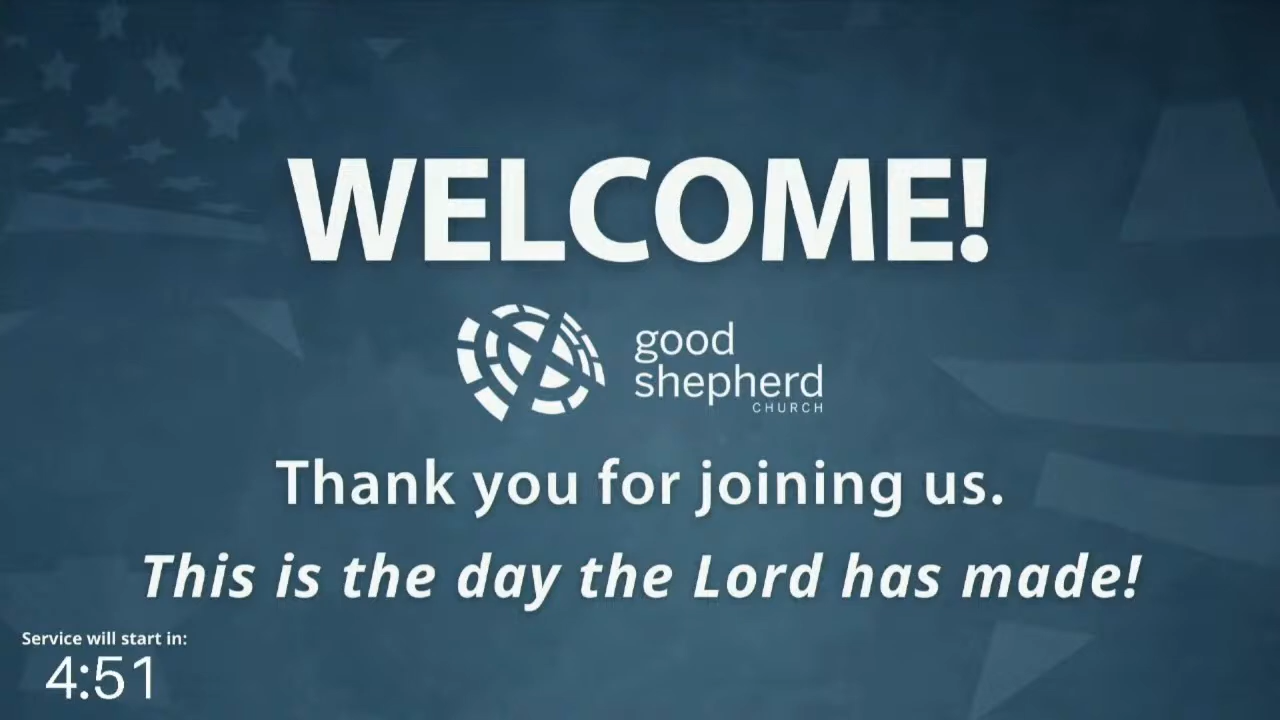 WELCOME!
good
shepherd
CHURCH
Thank you for joining us.
This is the day the Lord has made!
Service will start in:
4:51